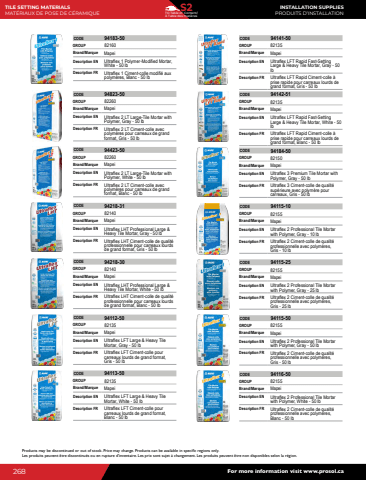 TILE SETTING MATERIALS
MATÉRIAUX DE POSE DE CÉRAMIQUE
S2
INSTALLATION SUPPLIES
PRODUITS D'INSTALLATION
CODE 94183-50
GROUP 82160
Brand/Marque Mapei
Description EN Ultraflex 1 Polymer-Modified Mortar,
White - 50 lb
Description FR Ultraflex 1 Ciment-colle modifié aux
polymères, blanc - 50 lb
CODE 94823-50
GROUP 82260
Brand/Marque Mapei
Description EN Ultraflex 2 LT Large-Tile Mortar with
Polymer, Gray - 50 lb
Description FR Ultraflex 2 LT Ciment-colle avec
polymères pour carreaux de grand
format, Gris - 50 lb
CODE 94423-50
GROUP 82260
Brand/Marque Mapei
Description EN Ultraflex 2 LT Large-Tile Mortar with
Polymer, White - 50 lb
Description FR Ultraflex 2 LT Ciment-colle avec
polymères pour carreaux de grand
format, Blanc - 50 lb
CODE 94218-31
GROUP 82140
Brand/Marque Mapei
Description EN Ultraflex LHT Professional Large &
Heavy Tile Mortar, Gray - 50 lb
Description FR Ultraflex LHT Ciment-colle de qualité
professionnelle pour carreaux lourds
de grand format, Gris - 50 lb
CODE 94218-30
GROUP 82140
Brand/Marque Mapei
Description EN Ultraflex LHT Professional Large &
Heavy Tile Mortar, White - 50 lb
Description FR Ultraflex LHT Ciment-colle de qualité
professionnelle pour carreaux lourds
de grand format, Blanc - 50 lb
CODE 94112-50
GROUP 82135
Brand/Marque Mapei
Description EN Ultraflex LFT Large & Heavy Tile
Mortar, Gray - 50 lb
Description FR Ultraflex LFT Ciment-colle pour
carreaux lourds de grand format,
Gris - 50 lb
CODE 94113-50
GROUP 82135
Brand/Marque Mapei
Description EN Ultraflex LFT Large & Heavy Tile
Mortar, White - 50 lb
Description FR Ultraflex LFT Ciment-colle pour
carreaux lourds de grand format,
Blanc - 50 lb
CODE 94141-50
GROUP 82135
Brand/Marque Mapei
Description EN Ultraflex LFT Rapid Fast-Setting
Large & Heavy Tile Mortar, Gray - 50
lb
Description FR Ultraflex LFT Rapid Ciment-colle à
prise rapide pour carreaux lourds de
grand format, Gris - 50 lb
CODE 94142-51
GROUP 82135
Brand/Marque Mapei
Description EN Ultraflex LFT Rapid Fast-Setting
Large & Heavy Tile Mortar, White - 50
lb
Description FR Ultraflex LFT Rapid Ciment-colle à
prise rapide pour carreaux lourds de
grand format, Blanc - 50 lb
CODE
GROUP 82150
Brand/Marque Mapei
Description EN Ultraflex 3 Premium Tile Mortar with
Polymer, Gray - 50 lb
Description FR Ultraflex 3 Ciment-colle de qualité
supérieure avec polymère pour
carreaux, Gris - 50 lb
CODE 94115-10
GROUP 82155
Brand/Marque Mapei
Description EN Ultraflex 2 Professional Tile Mortar
with Polymer, Gray - 10 lb
Description FR Ultraflex 2 Ciment-colle de qualité
professionnelle avec polymères,
Gris - 10 lb
CODE 94115-25
GROUP 82155
Brand/Marque Mapei
Description EN Ultraflex 2 Professional Tile Mortar
with Polymer, Gray - 25 lb
Description FR Ultraflex 2 Ciment-colle de qualité
professionnelle avec polymères,
Gris - 25 lb
CODE 94115-50
GROUP 82155
Brand/Marque Mapei
Description EN Ultraflex 2 Professional Tile Mortar
with Polymer, Gray - 50 lb
Description FR Ultraflex 2 Ciment-colle de qualité
professionnelle avec polymères,
Gris - 50 lb
CODE 94116-50
GROUP 82155
Brand/Marque Mapei
Description EN Ultraflex 2 Professional Tile Mortar
with Polymer, White - 50 lb
Description FR Ultraflex 2 Ciment-colle de qualité
professionnelle avec polymères,
Blanc - 50 lb
Products may be discontinued or out of stock. Price may change. Products can be available in specific regions only.
Les produits peuvent être discontinués ou en rupture d'inventaire. Les prix sont sujet à changement. Les produits peuvent être non disponibles selon la région.
268
For more information visit www.prosol.ca